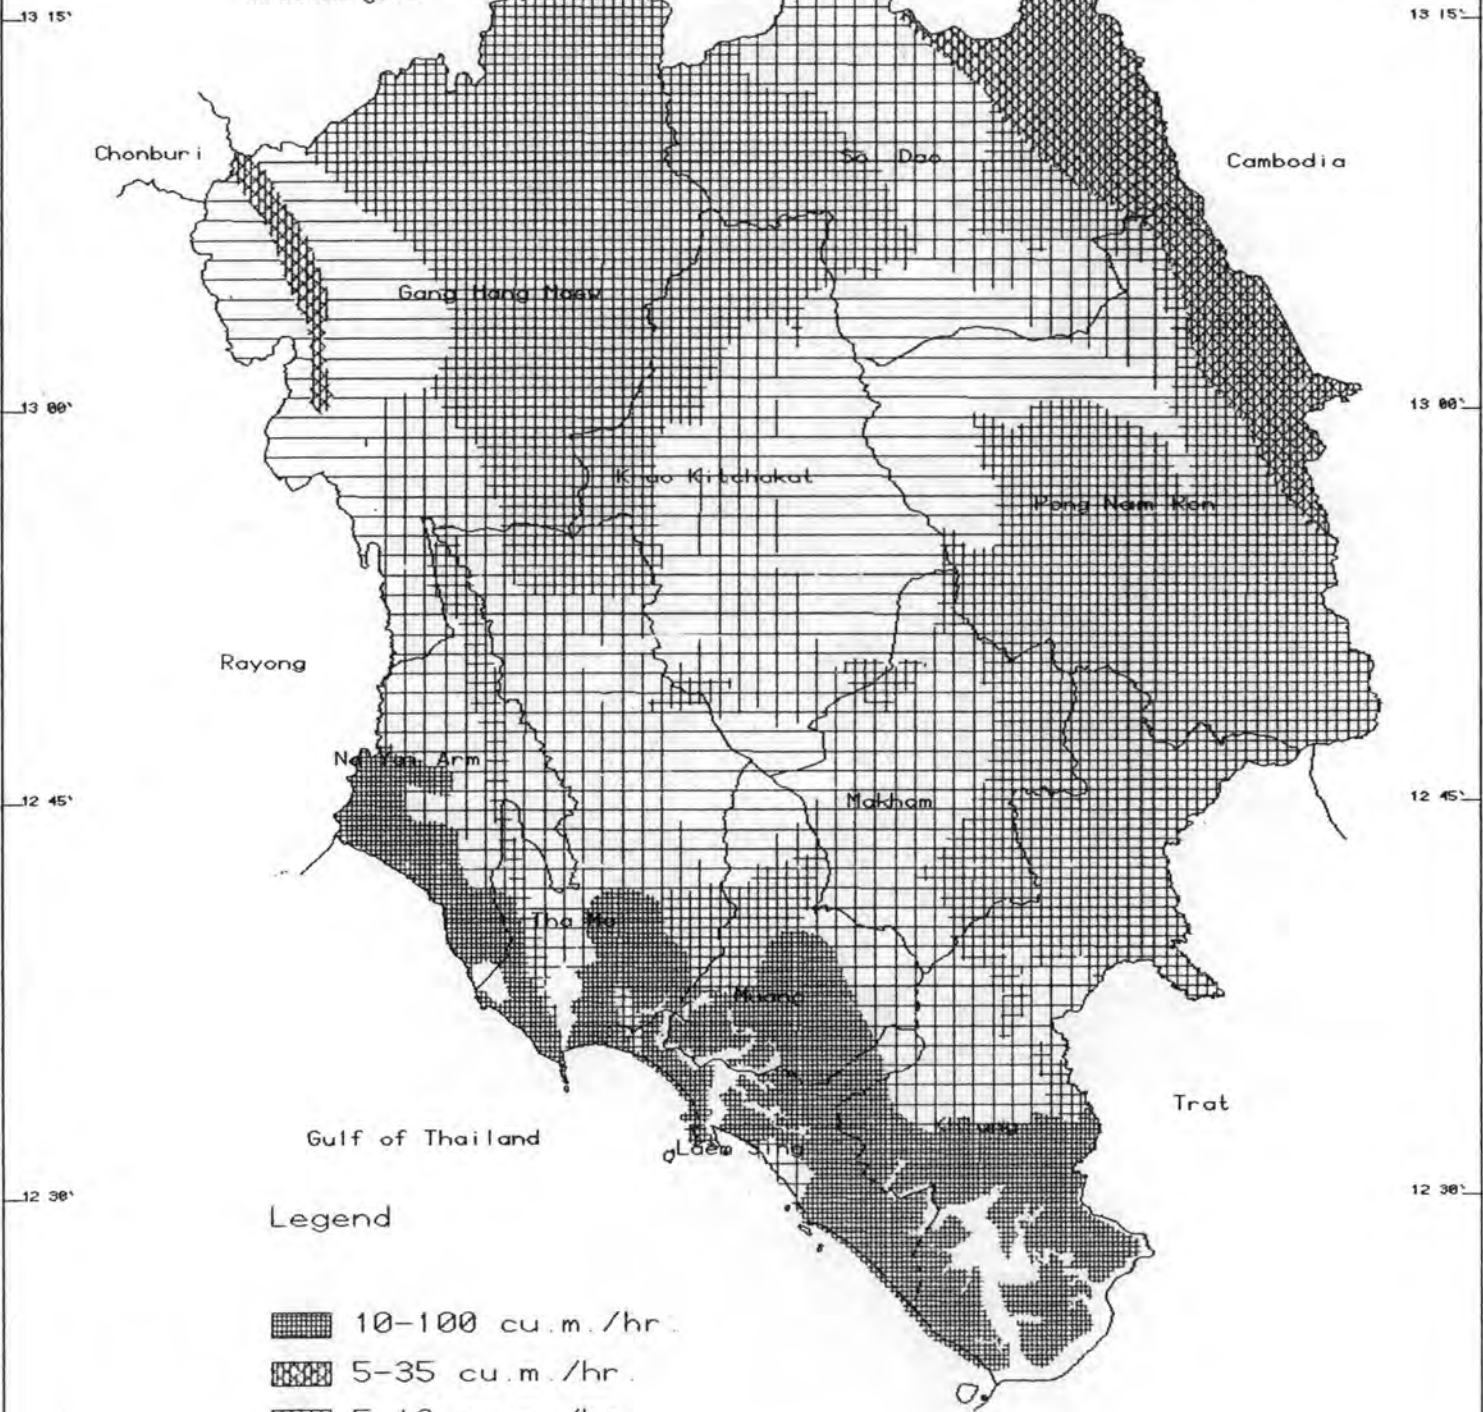 13 15' 13 15'
Chonburi
So Dao
Cambodia
Gang Hang Maew
13 00' 13 00'
Khao Kitchakat
Pong Nam Ron
Rayong
Na Yai Arm
12 45' 12 45'
Makham
Tha Mai
Muang
Trat
Khlung
Gulf of Thailand
Laem Sing
12 30' 12 30'
Legend
10-100 cu.m./hr.
5-35 cu.m./hr.